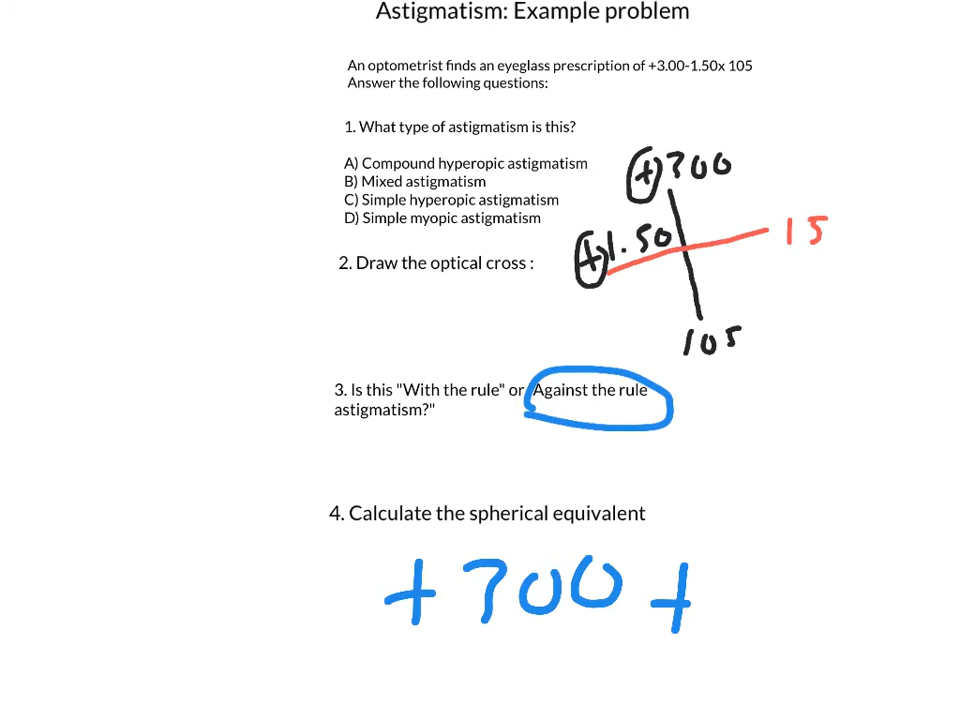 Astigmatism: Example problem
An optometrist finds an eyeglass prescription of +3.00-1.50x 105
Answer the following questions:
1. What type of astigmatism is this?
A) Compound hyperopic astigmatism
B) Mixed astigmatism
C) Simple hyperopic astigmatism
D) Simple myopic astigmatism
+300
+1.50
15
2. Draw the optical cross :
105
3. Is this "With the rule" or Against the rule
astigmatism?"
4. Calculate the spherical equivalent
+300+